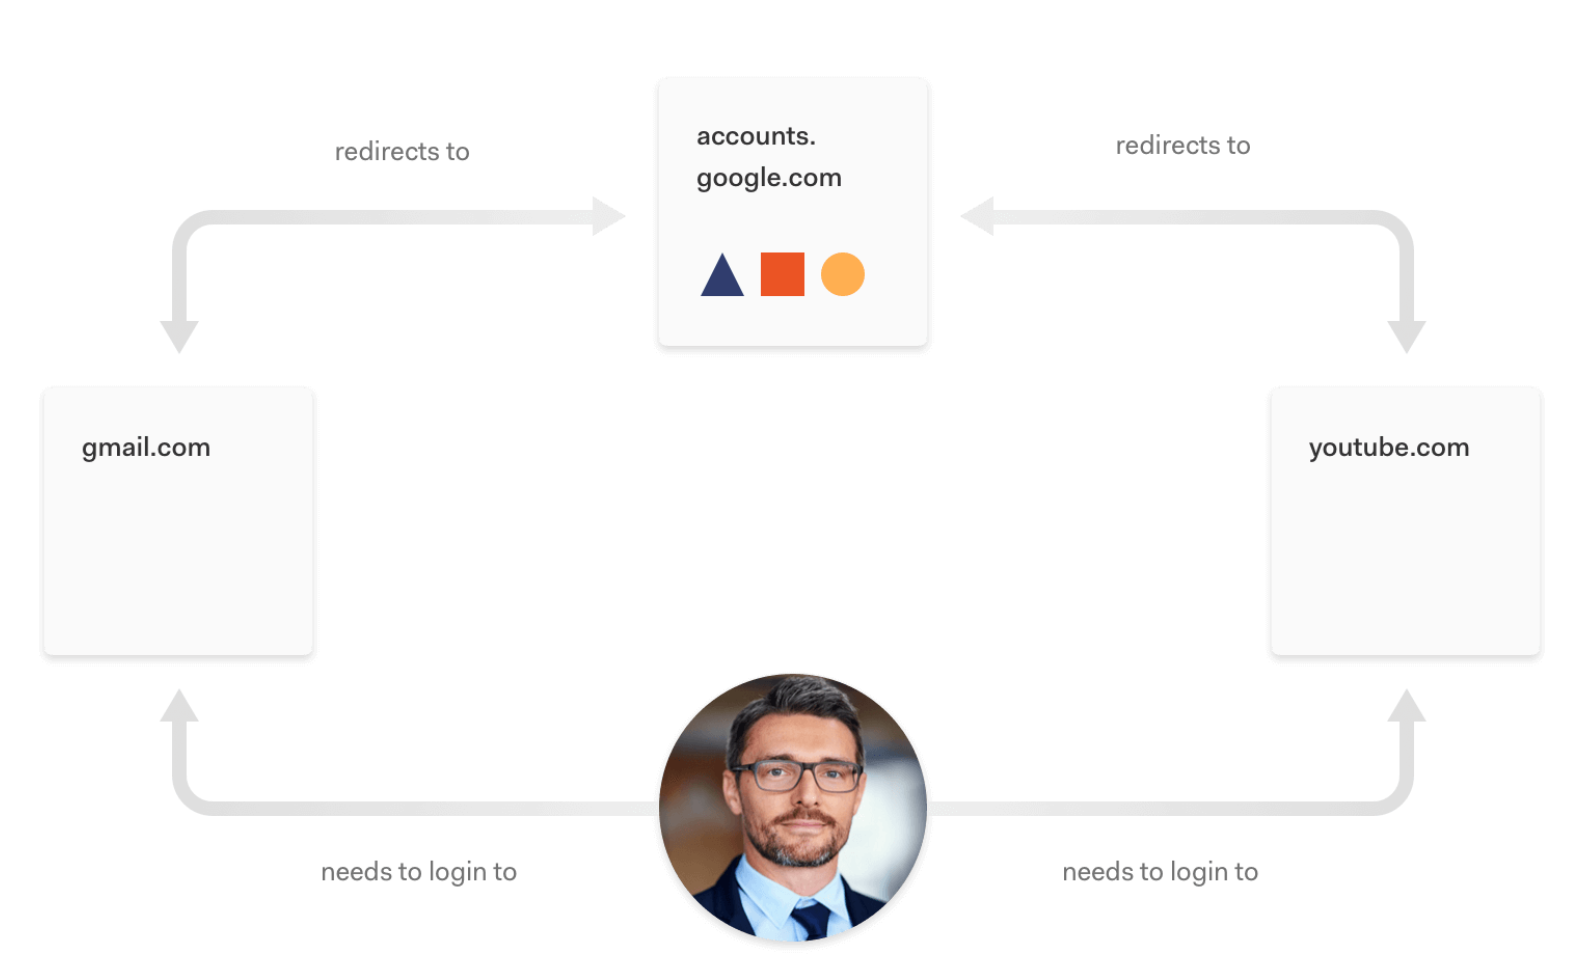 accounts.
google.com
redirects to
redirects to
gmail.com
youtube.com
needs to login to
needs to login to